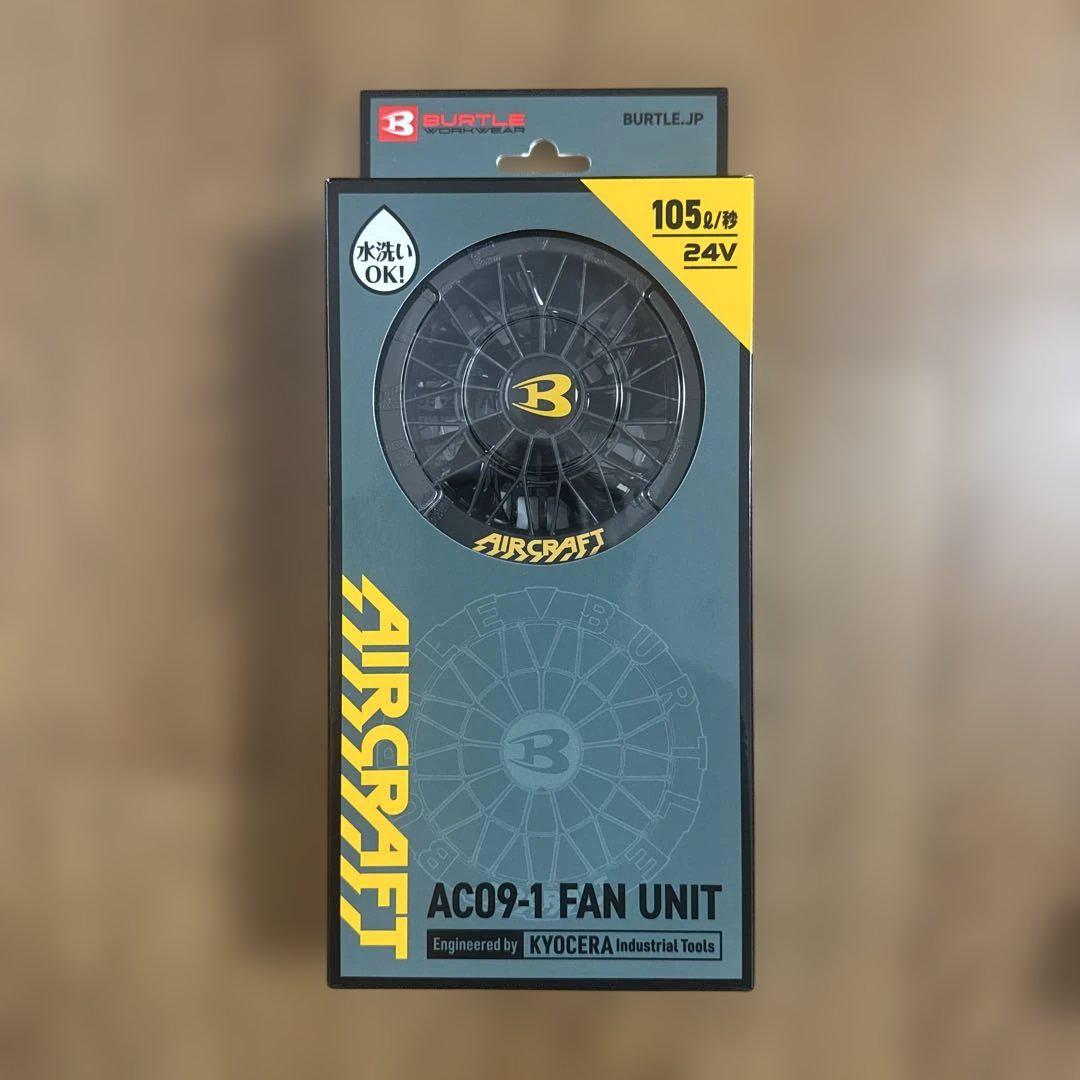 BURTLE
WORKWEAR
BURTLE.JP
水洗い
OK!
105ℓ/秒
24V
B
AIRCRAFT
AIRCRAFT
BURTLE
B
AC09-1 FAN UNIT
Engineered by KYOCERA Industrial Tools